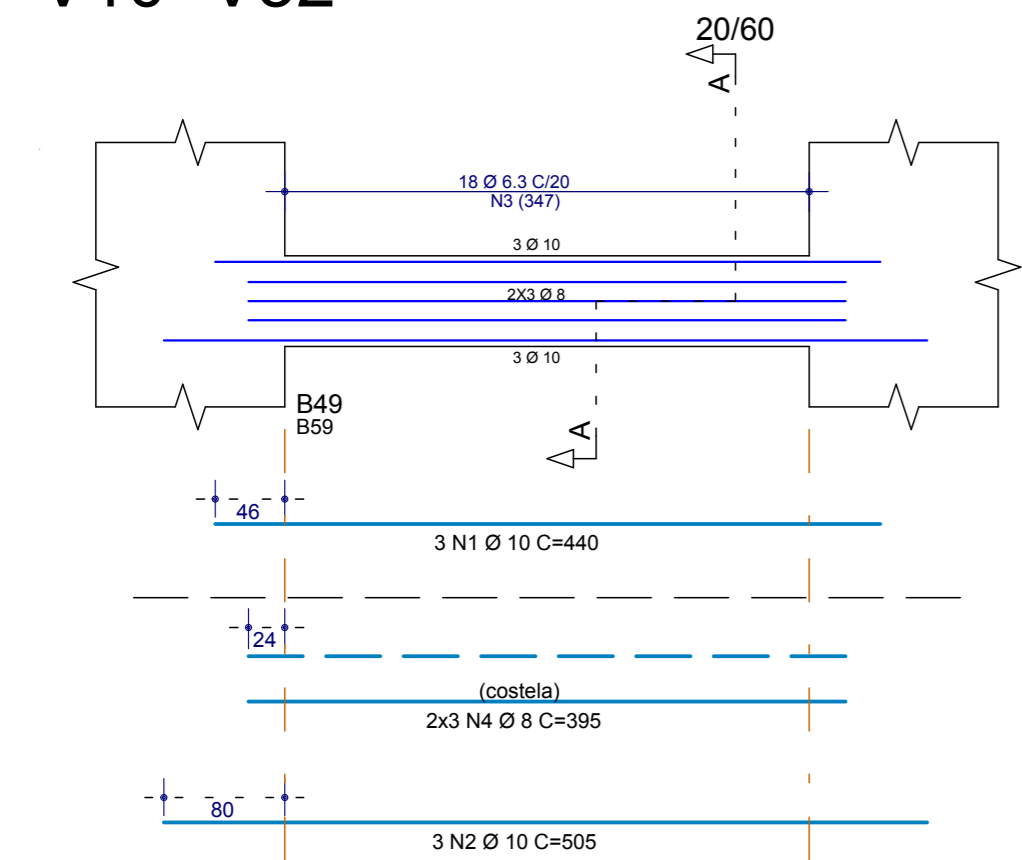 20/60
A
18 Ø 6.3 C/20
N3 (347)
3 Ø 10
2X3 Ø 8
3 Ø 10
B49
B59
A
46
3 N1 Ø 10 C=440
24
(costela)
2x3 N4 Ø 8 C=395
80
3 N2 Ø 10 C=505